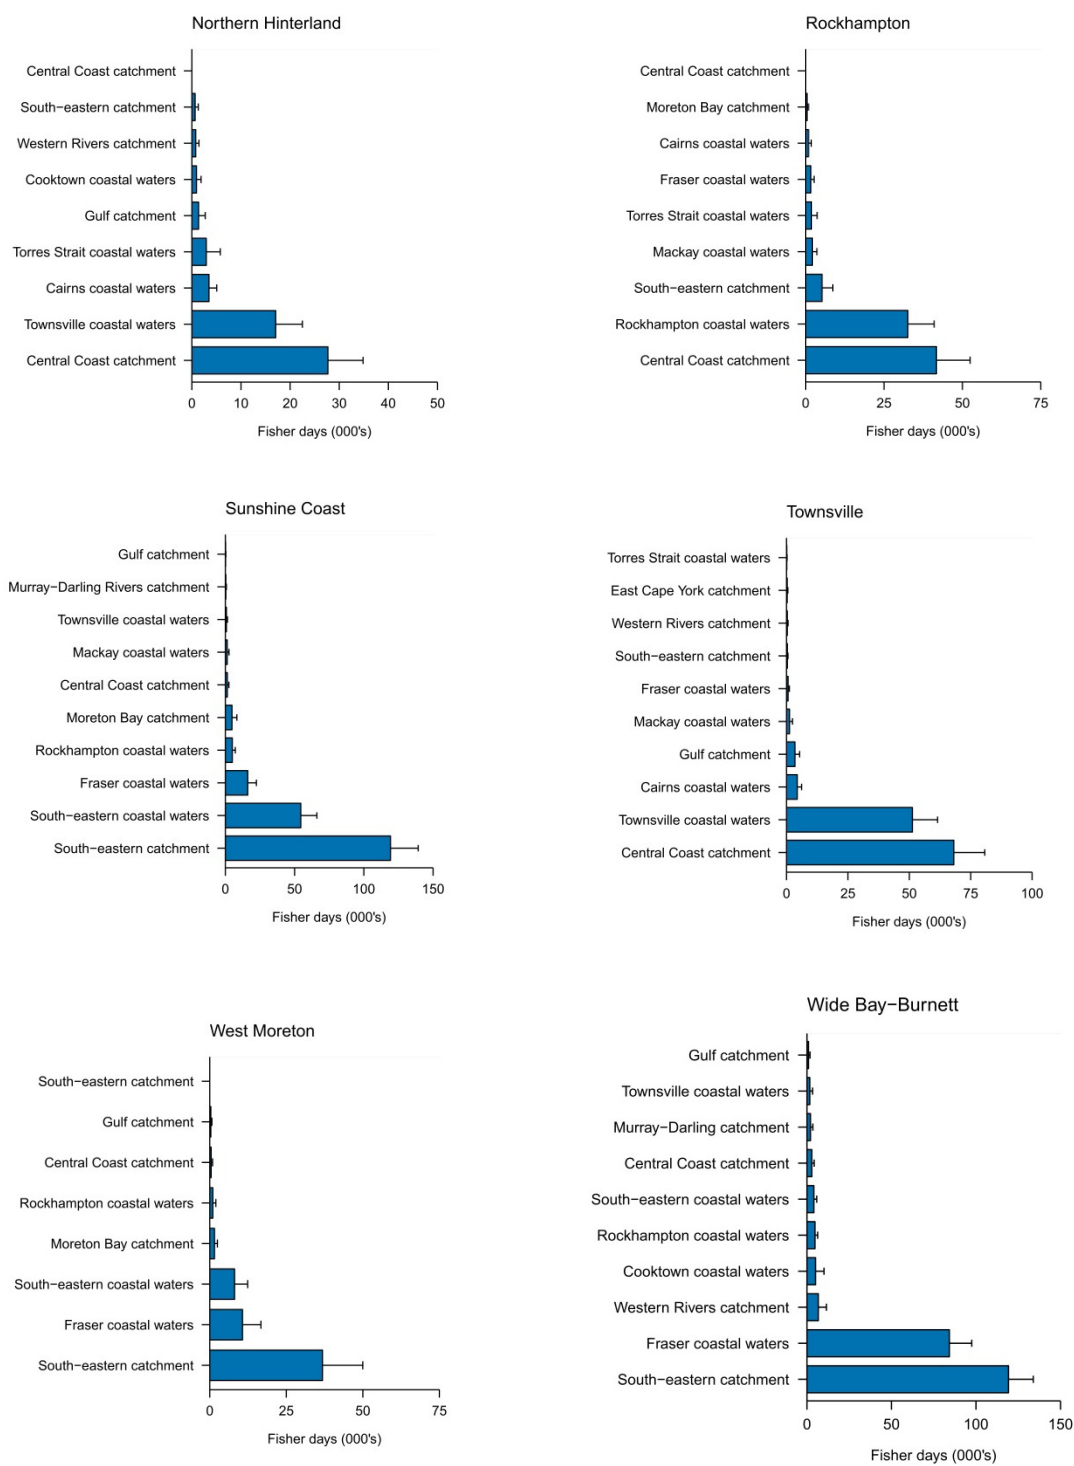 Northern Hinterland
Central Coast catchment
South−eastern catchment
Western Rivers catchment
Cooktown coastal waters
Gulf catchment
Torres Strait coastal waters
Cairns coastal waters
Townsville coastal waters
Central Coast catchment
0 10 20 30 40 50
Fisher days (000's)
Rockhampton
Central Coast catchment
Moreton Bay catchment
Cairns coastal waters
Fraser coastal waters
Torres Strait coastal waters
Mackay coastal waters
South−eastern catchment
Rockhampton coastal waters
Central Coast catchment
0 25 50 75
Fisher days (000's)
Sunshine Coast
Gulf catchment
Murray−Darling Rivers catchment
Townsville coastal waters
Mackay coastal waters
Central Coast catchment
Moreton Bay catchment
Rockhampton coastal waters
Fraser coastal waters
South−eastern coastal waters
South−eastern catchment
0 50 100 150
Fisher days (000's)
Townsville
Torres Strait coastal waters
East Cape York catchment
Western Rivers catchment
South−eastern catchment
Fraser coastal waters
Mackay coastal waters
Gulf catchment
Cairns coastal waters
Townsville coastal waters
Central Coast catchment
0 25 50 75 100
Fisher days (000's)
West Moreton
South−eastern catchment
Gulf catchment
Central Coast catchment
Rockhampton coastal waters
Moreton Bay catchment
South−eastern coastal waters
Fraser coastal waters
South−eastern catchment
0 25 50 75
Fisher days (000's)
Wide Bay−Burnett
Gulf catchment
Townsville coastal waters
Murray−Darling catchment
Central Coast catchment
South−eastern coastal waters
Rockhampton coastal waters
Cooktown coastal waters
Western Rivers catchment
Fraser coastal waters
South−eastern catchment
0 50 100 150
Fisher days (000's)